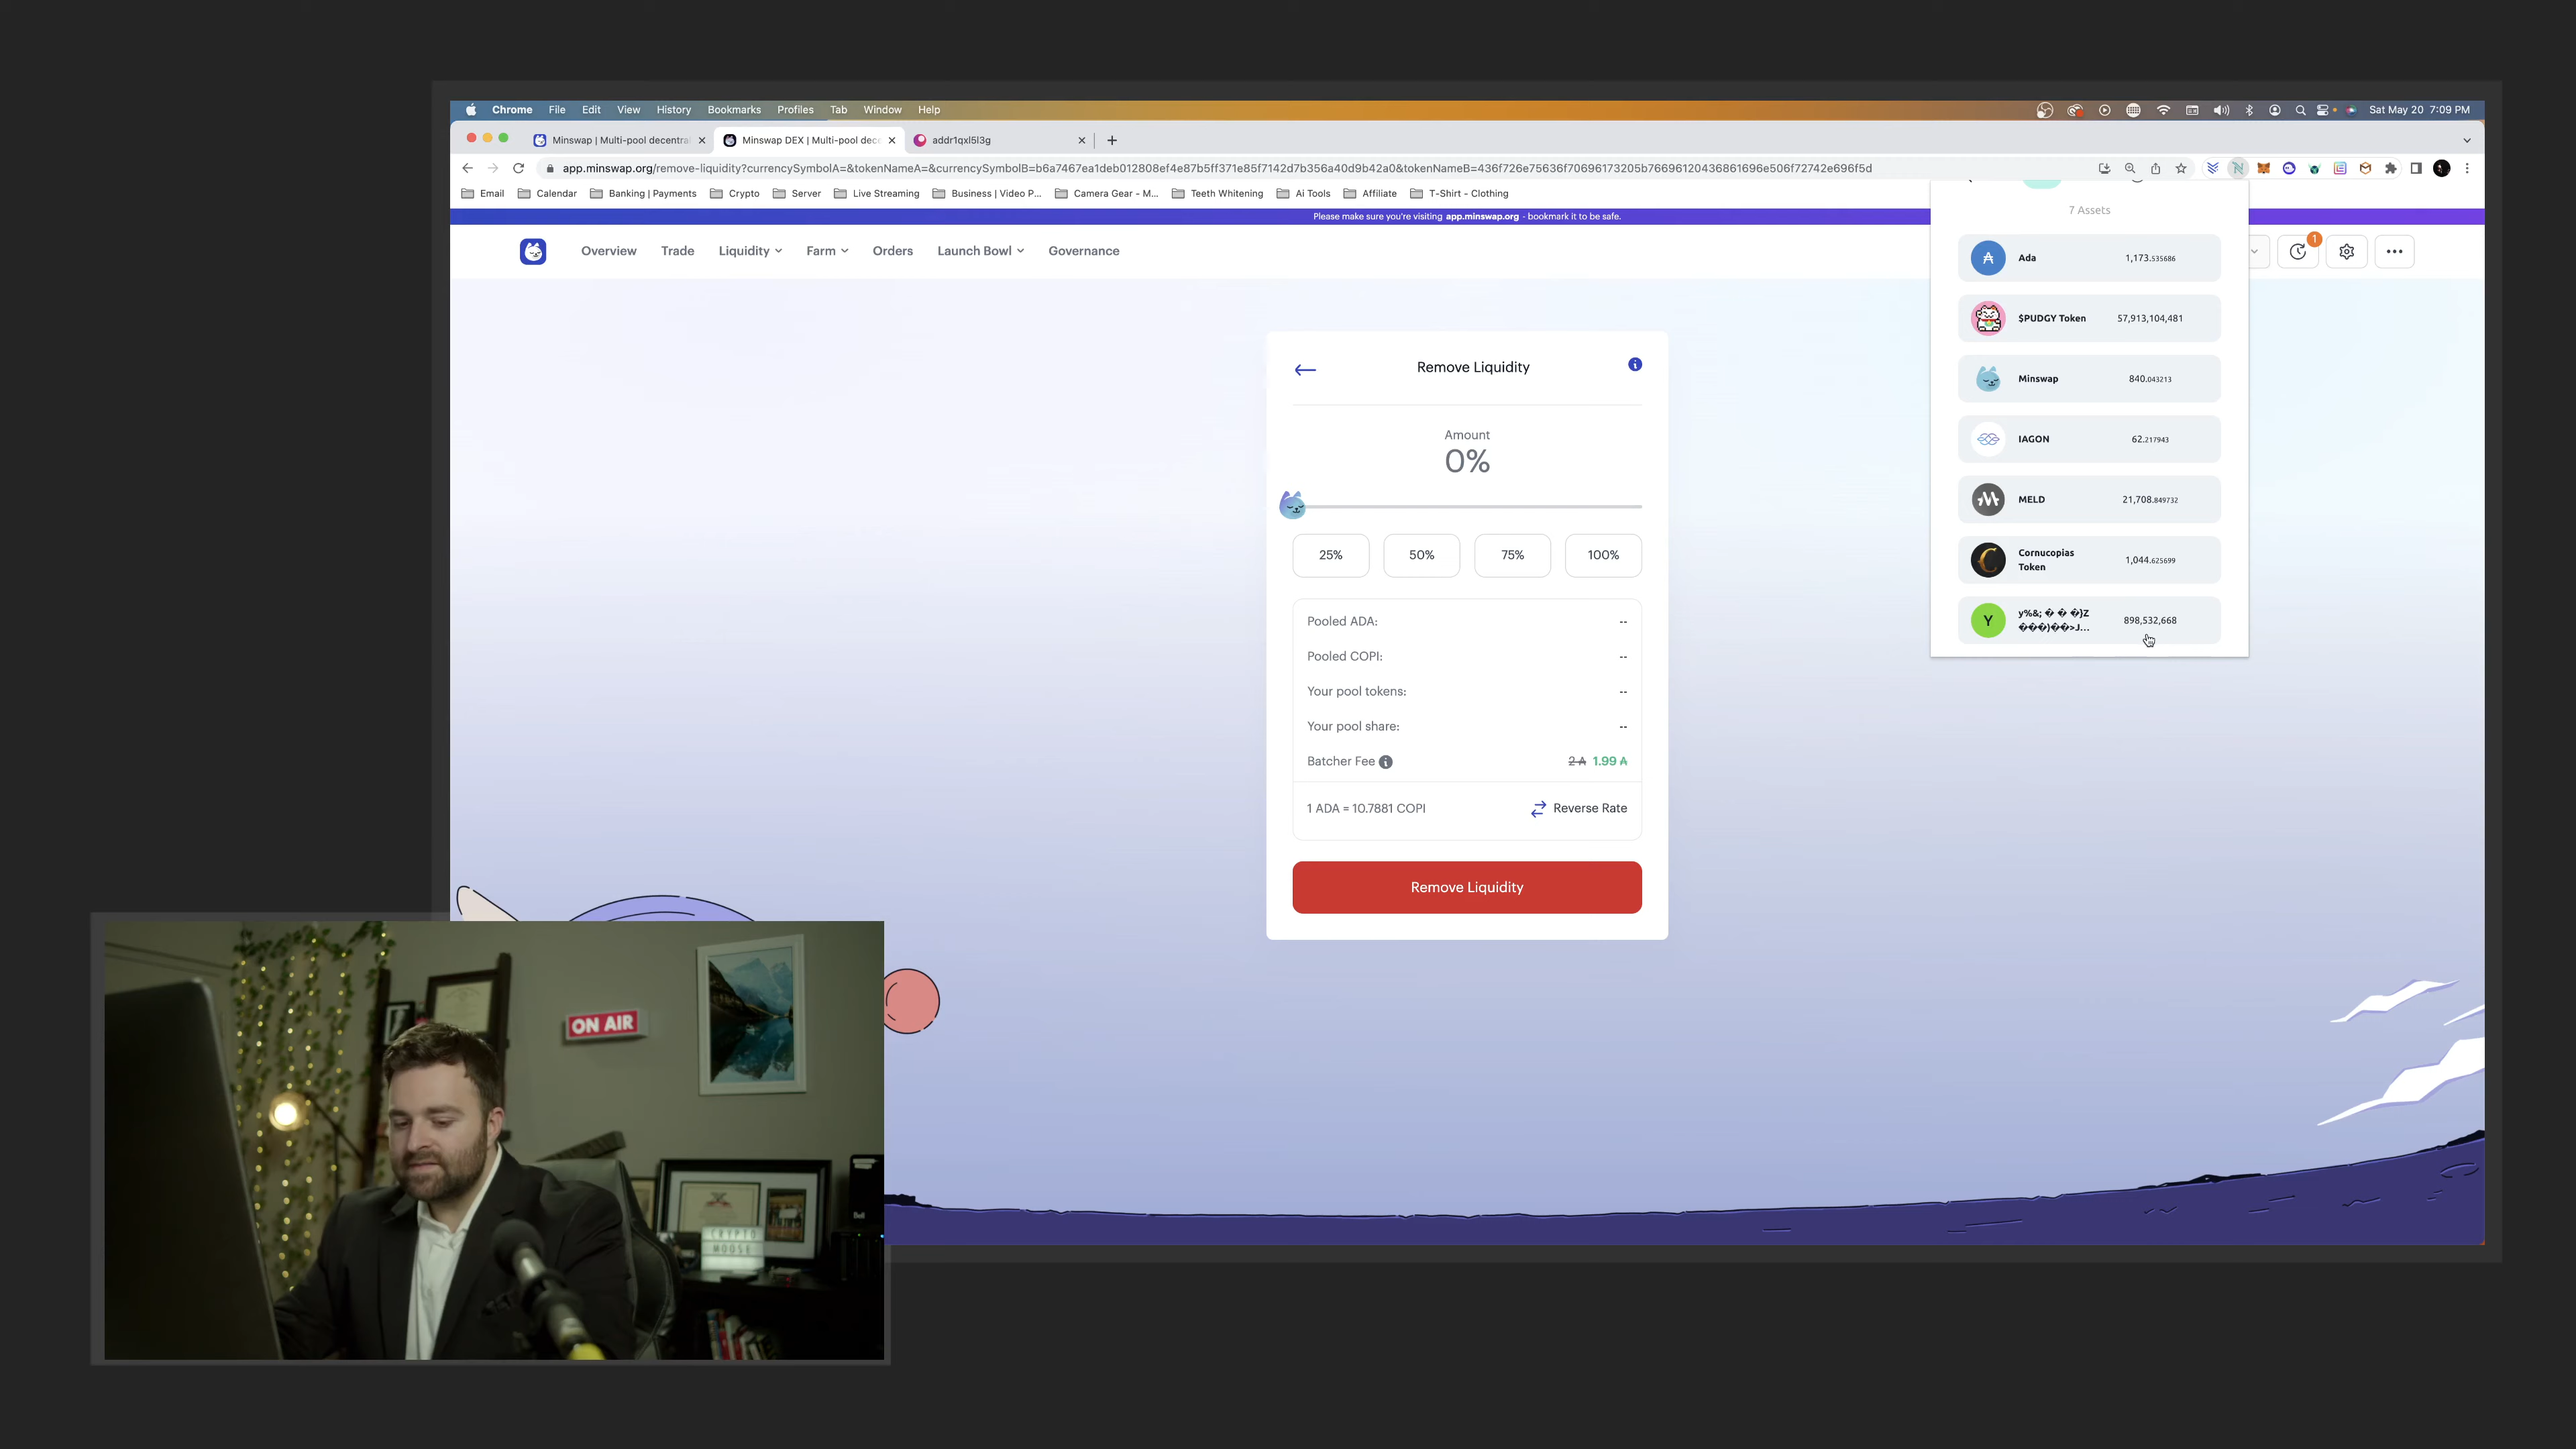 Chrome File Edit View History Bookmarks Profiles Tab Window Help
Sat May 20 7:09 PM
Minswap | Multi-pool decentral
Minswap DEX | Multi-pool dece
addr1qxl5l3g
app.minswap.org/remove-liquidity?currencySymbolA=&tokenNameA=&currencySymbolB=b6a7467ea1deb012808ef4e87b5ff371e85f7142d7b356a40d9b42a0&tokenNameB=436f726e75636f70696173205b76696120436861696e506f72742e696f5d
Email Calendar Banking | Payments Crypto Server Live Streaming Business | Video P... Camera Gear - M... Teeth Whitening Ai Tools Affiliate T-Shirt - Clothing
Please make sure you're visiting app.minswap.org - bookmark it to be safe.
Overview Trade Liquidity Farm Orders Launch Bowl Governance
1
7 Assets
Ada 1,173.535686
$PUDGY Token 57,913,104,481
Minswap 840.043213
IAGON 62.217943
MELD 21,708.849732
Cornucopias
Token
1,044.625699
Y
y%&; � � �}Z
���)��>J...
898,532,668
Remove Liquidity
Amount
0%
25% 50% 75% 100%
Pooled ADA: --
Pooled COPI: --
Your pool tokens: --
Your pool share: --
Batcher Fee 2 ₳ 1.99 ₳
1 ADA = 10.7881 COPI Reverse Rate
Remove Liquidity
ON AIR
CRYPTO
MOOSE